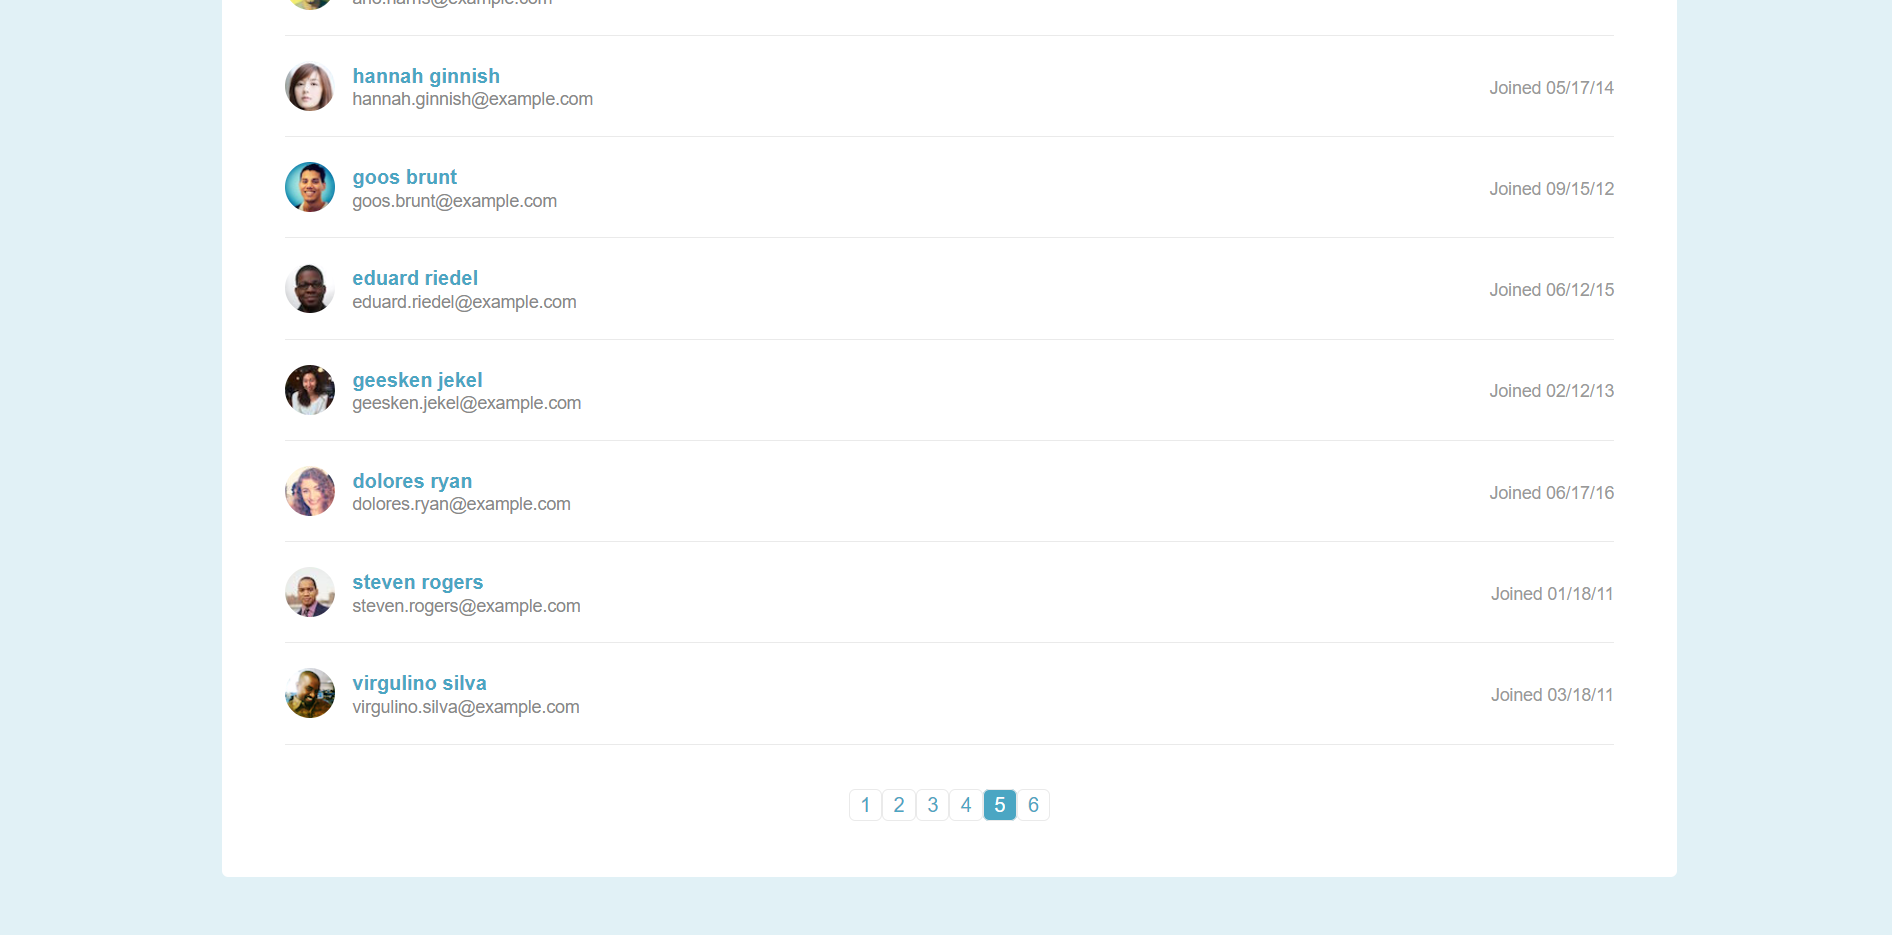 hannah ginnish
hannah.ginnish@example.com
Joined 05/17/14
goos brunt
goos.brunt@example.com
Joined 09/15/12
eduard riedel
eduard.riedel@example.com
Joined 06/12/15
geesken jekel
geesken.jekel@example.com
Joined 02/12/13
dolores ryan
dolores.ryan@example.com
Joined 06/17/16
steven rogers
steven.rogers@example.com
Joined 01/18/11
virgulino silva
virgulino.silva@example.com
Joined 03/18/11
1 2 3 4 5 6